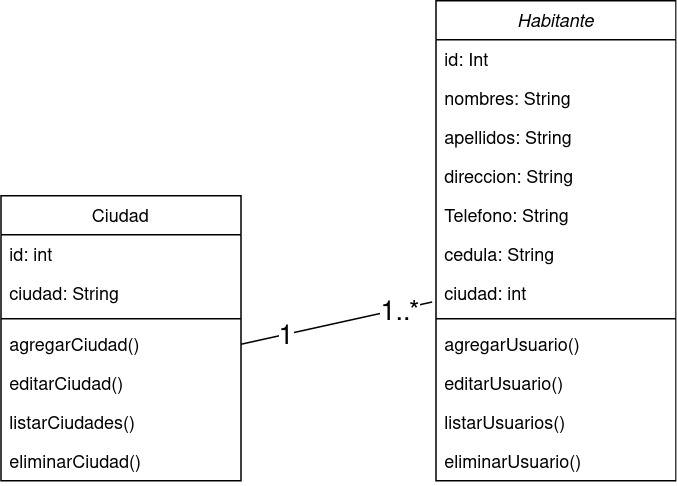 Ciudad
id: int
ciudad: String
agregarCiudad()
editarCiudad()
listarCiudades()
eliminarCiudad()
1
1..*
Habitante
id: Int
nombres: String
apellidos: String
direccion: String
Telefono: String
cedula: String
ciudad: int
agregarUsuario()
editarUsuario()
listarUsuarios()
eliminarUsuario()